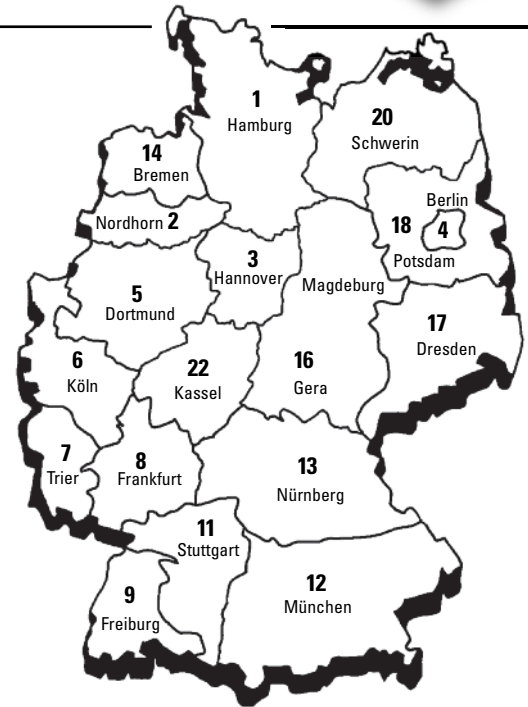 1
Hamburg
20
Schwerin
14
Bremen
Nordhorn 2
Berlin
18 4
Potsdam
3
Hannover
Magdeburg
5
Dortmund
17
Dresden
6
Köln
22
Kassel
16
Gera
7
Trier
8
Frankfurt
13
Nürnberg
11
Stuttgart
9
Freiburg
12
München